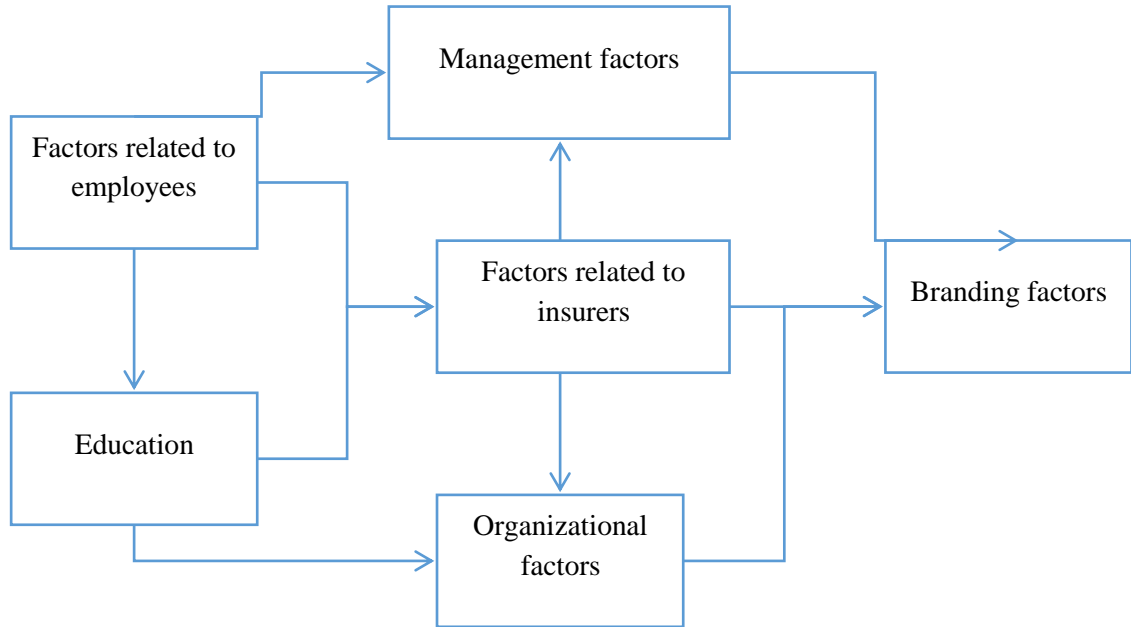 Management factors
Factors related to
employees
Factors related to
insurers
Branding factors
Education
Organizational
factors